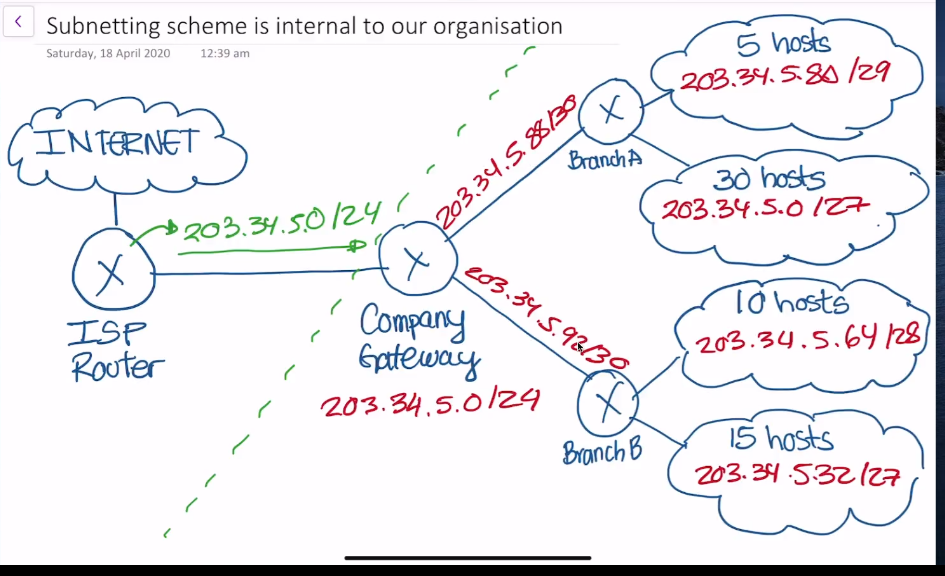 Subnetting scheme is internal to our organisation
Saturday, 18 April 2020 12:39 am
INTERNET
203.34.5.0/24
X
ISP
Router
X
Company
Gateway
203.34.5.0/24
203.34.5.88/30
X
Branch A
5 hosts
203.34.5.80/29
30 hosts
203.34.5.0/27
203.34.5.92/30
X
Branch B
10 hosts
203.34.5.64/28
15 hosts
203.34.5.32/27